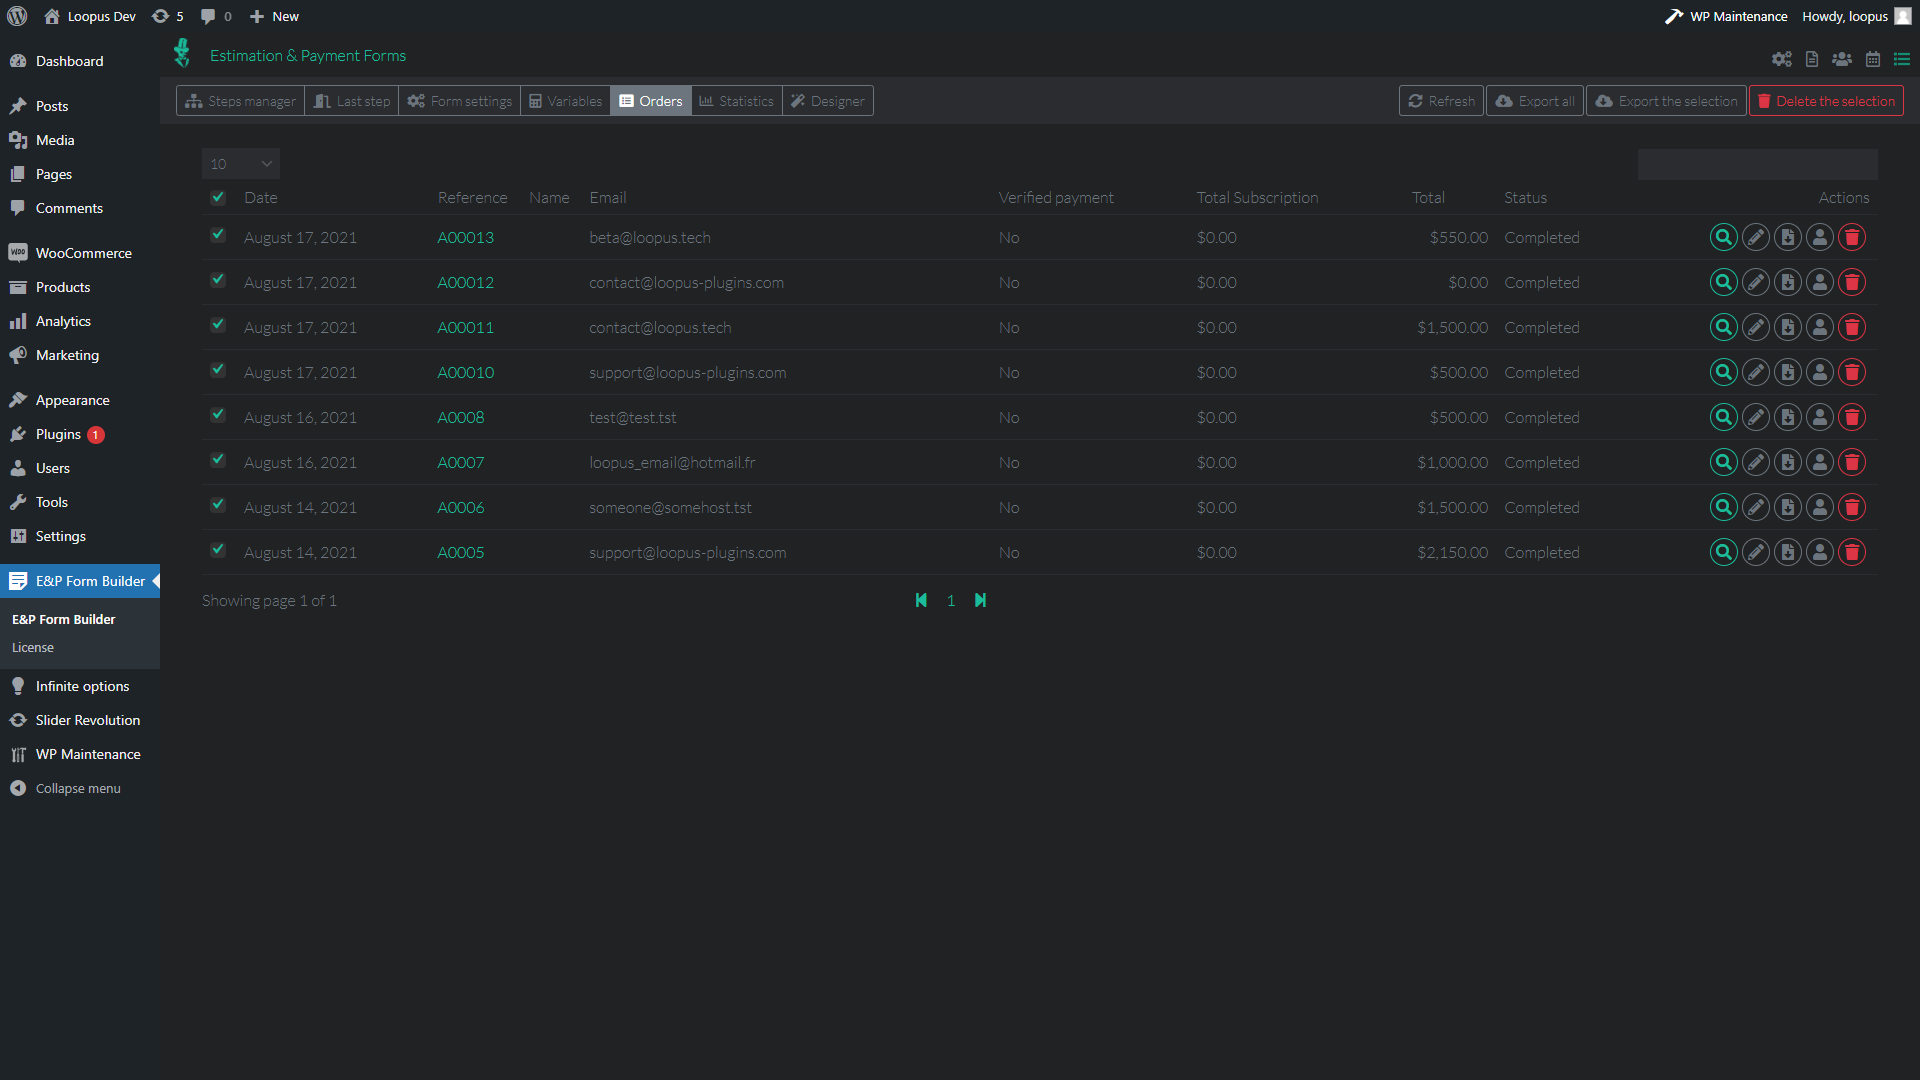 Loopus Dev 5 0 New WP Maintenance Howdy, loopus
Estimation & Payment Forms
Steps manager Last step Form settings Variables Orders Statistics Designer Refresh Export all Export the selection Delete the selection
Dashboard
Posts
Media
Pages
Comments
WooCommerce
Products
Analytics
Marketing
Appearance
Plugins 1
Users
Tools
Settings
E&P Form Builder
E&P Form Builder
License
Infinite options
Slider Revolution
WP Maintenance
Collapse menu
10
Date Reference Name Email Verified payment Total Subscription Total Status Actions
August 17, 2021 A00013 beta@loopus.tech No $0.00 $550.00 Completed
August 17, 2021 A00012 contact@loopus-plugins.com No $0.00 $0.00 Completed
August 17, 2021 A00011 contact@loopus.tech No $0.00 $1,500.00 Completed
August 17, 2021 A00010 support@loopus-plugins.com No $0.00 $500.00 Completed
August 16, 2021 A0008 test@test.tst No $0.00 $500.00 Completed
August 16, 2021 A0007 loopus_email@hotmail.fr No $0.00 $1,000.00 Completed
August 14, 2021 A0006 someone@somehost.tst No $0.00 $1,500.00 Completed
August 14, 2021 A0005 support@loopus-plugins.com No $0.00 $2,150.00 Completed
Showing page 1 of 1 1